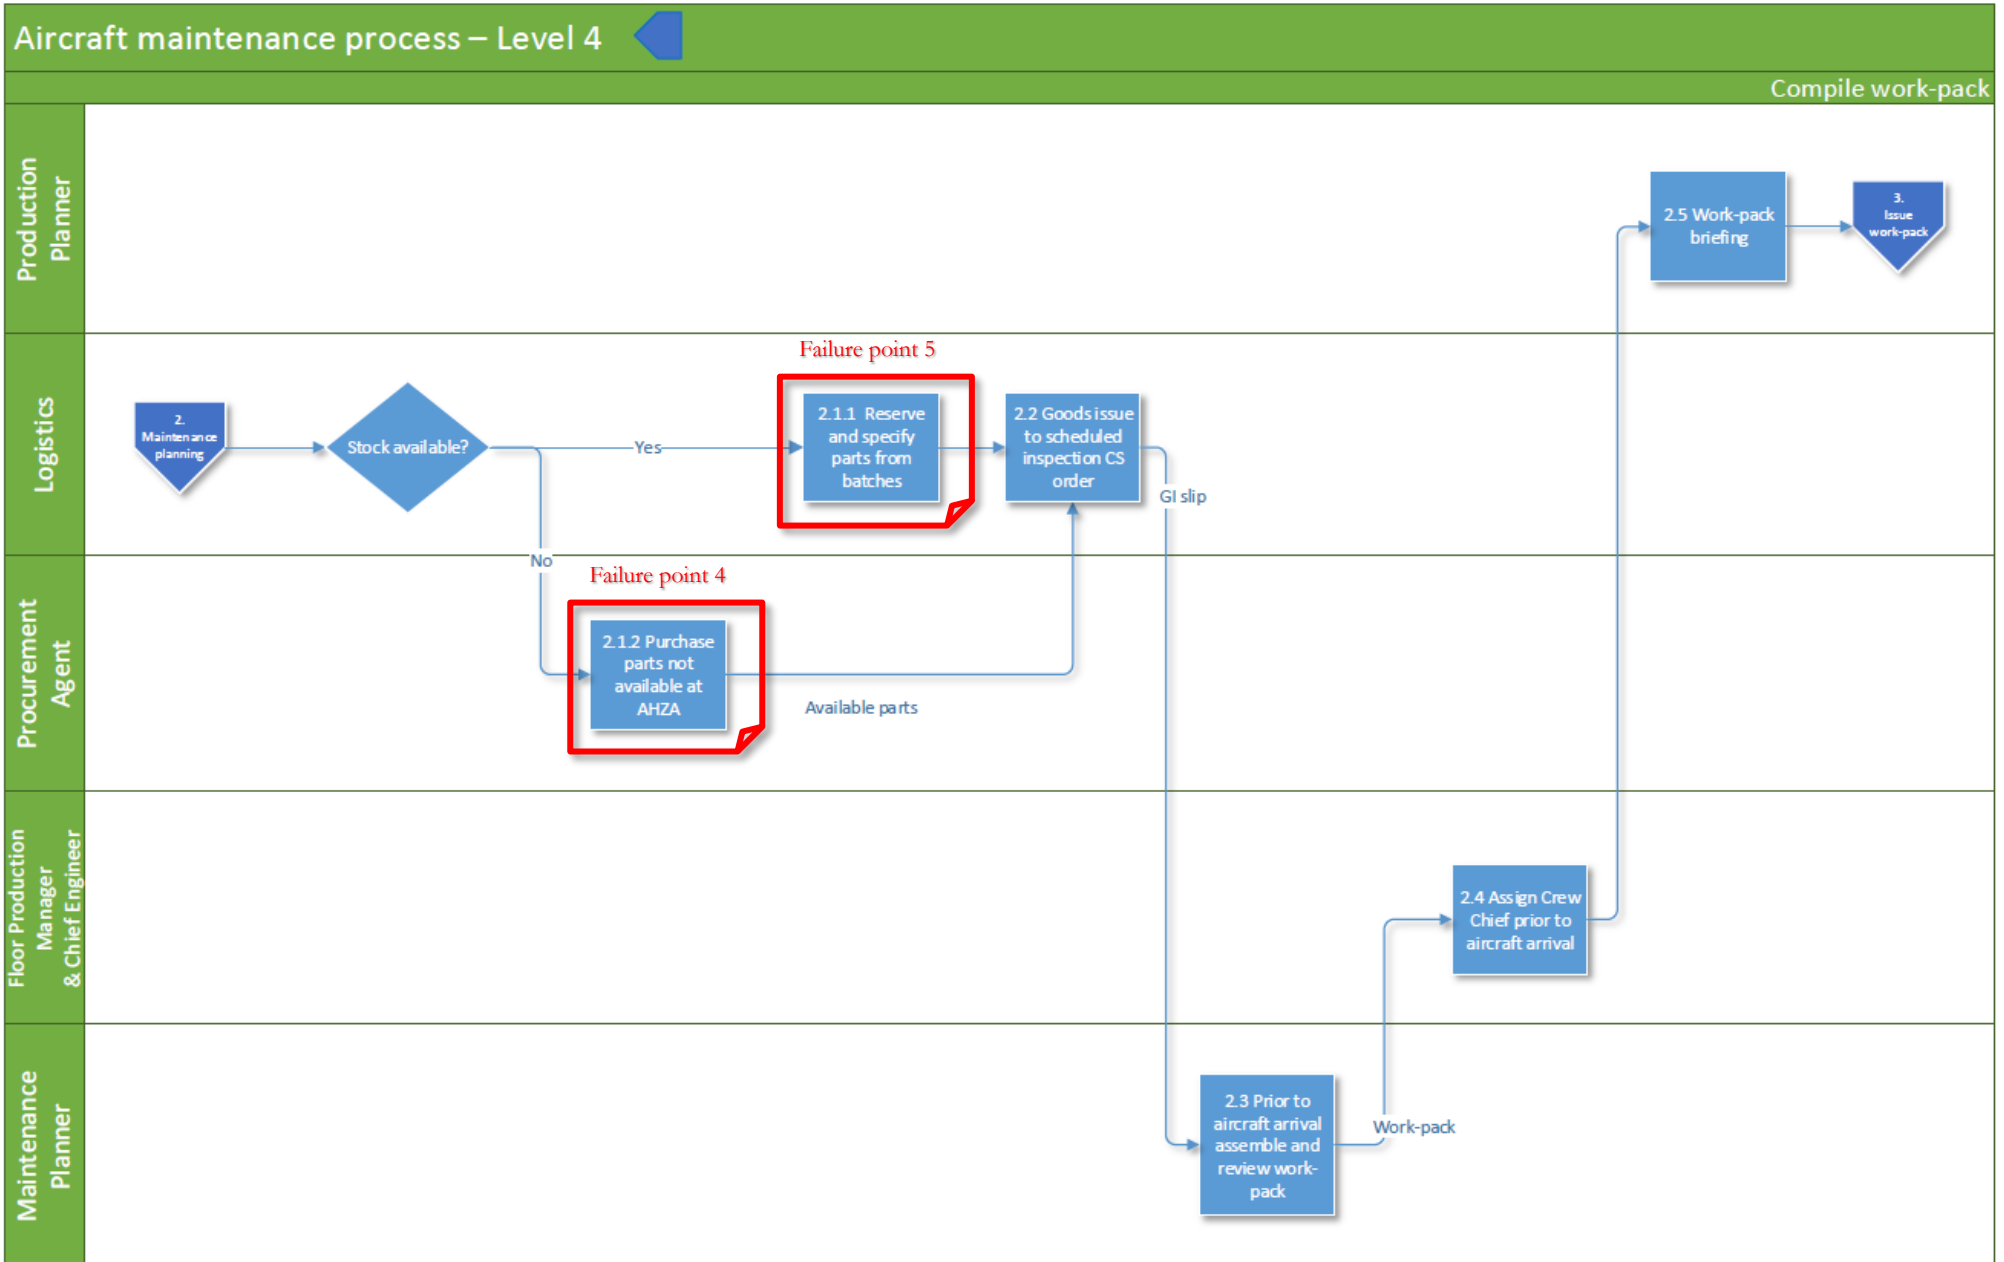 Aircraft maintenance process – Level 4
Compile work-pack
Production
Planner
2.5 Work-pack
briefing
3.
Issue
work-pack
Logistics
2.
Maintenance
planning
Stock available?
Yes
No
Failure point 5
2.1.1 Reserve
and specify
parts from
batches
2.2 Goods issue
to scheduled
inspection CS
order
GI slip
Procurement
Agent
Failure point 4
2.1.2 Purchase
parts not
available at
AHZA
Available parts
Floor Production
Manager
& Chief Engineer
2.4 Assign Crew
Chief prior to
aircraft arrival
Maintenance
Planner
2.3 Prior to
aircraft arrival
assemble and
review work-
pack
Work-pack